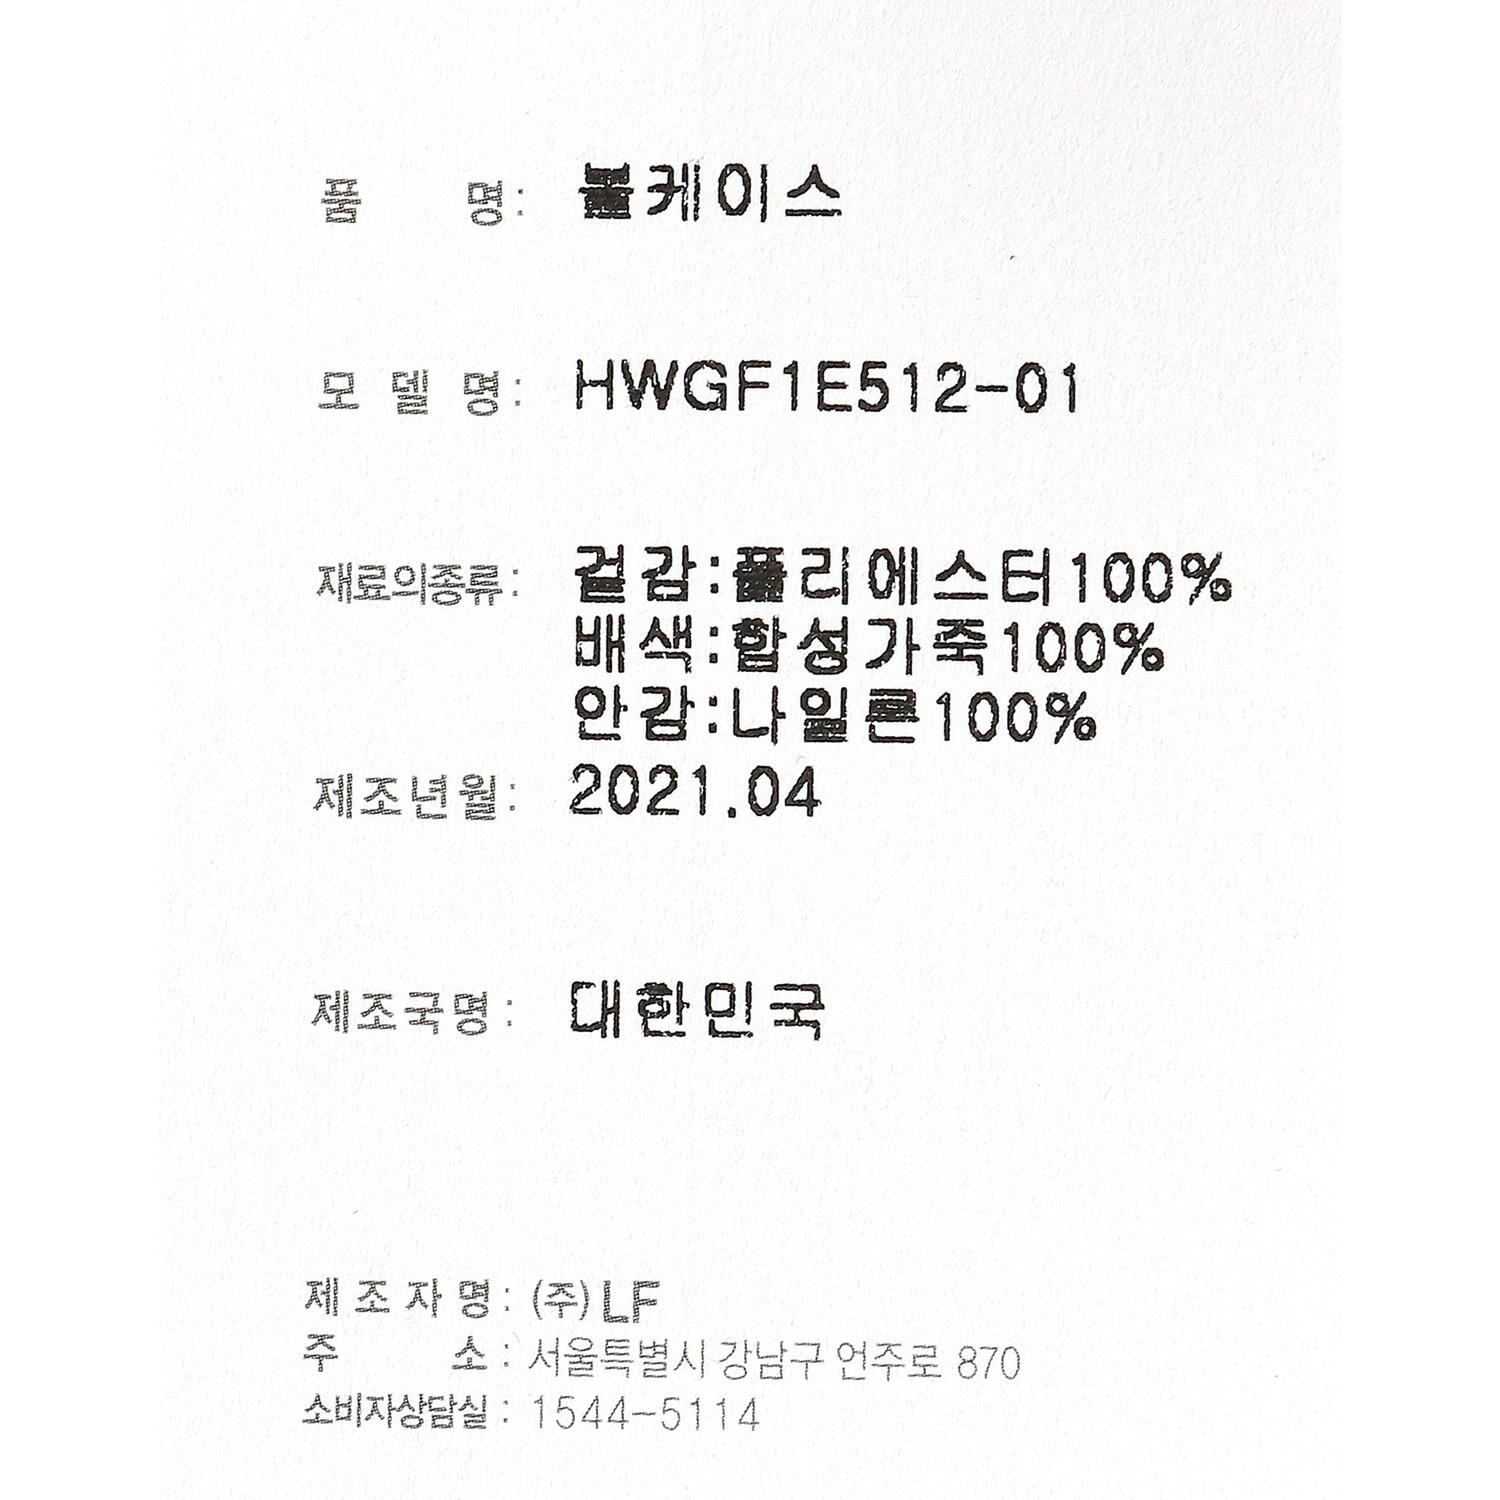 품 명: 볼케이스
모 델 명: HWGF1E512-01
재료의종류: 겉감:폴리에스터100%
배색:합성가죽100%
안감:나일론100%
제조년월: 2021.04
제조국명: 대한민국
제 조 자 명: (주)LF
주 소: 서울특별시 강남구 언주로 870
소비자상담실: 1544-5114